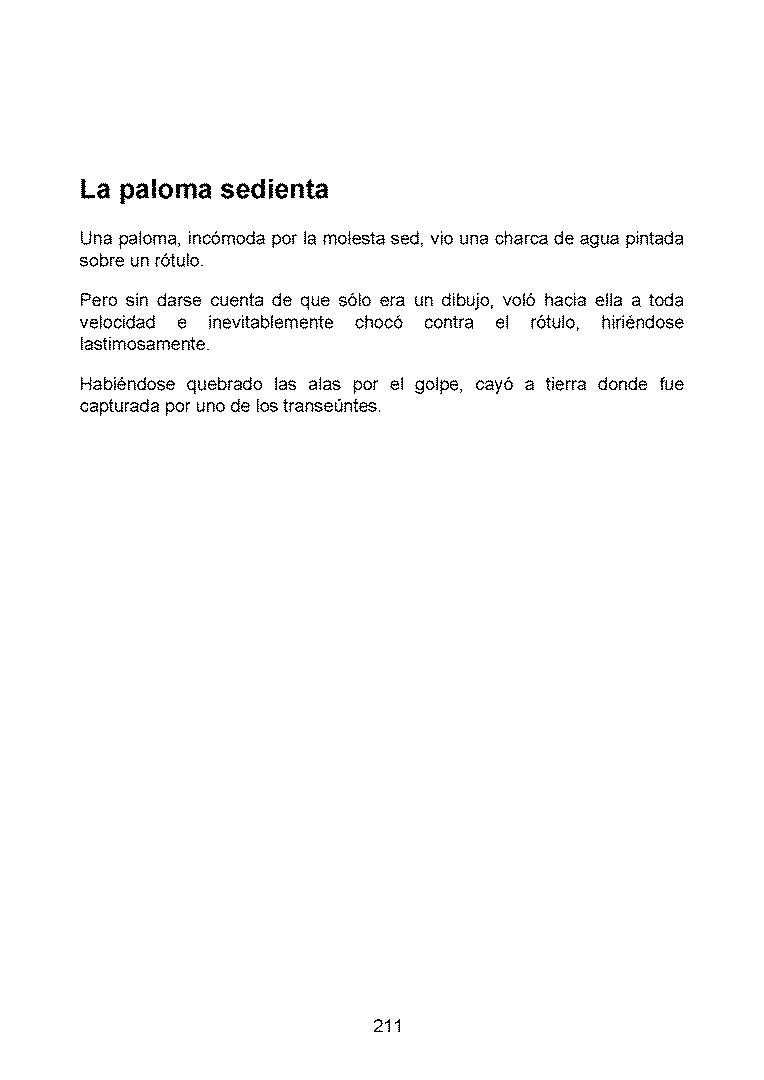 La paloma sedienta
Una paloma, incómoda por la molesta sed, vio una charca de agua pintada
sobre un rótulo.
Pero sin darse cuenta de que sólo era un dibujo, voló hacia ella a toda
velocidad e inevitablemente chocó contra el rótulo, hiriéndose
lastimosamente.
Habiéndose quebrado las alas por el golpe, cayó a tierra donde fue
capturada por uno de los transeúntes.
211